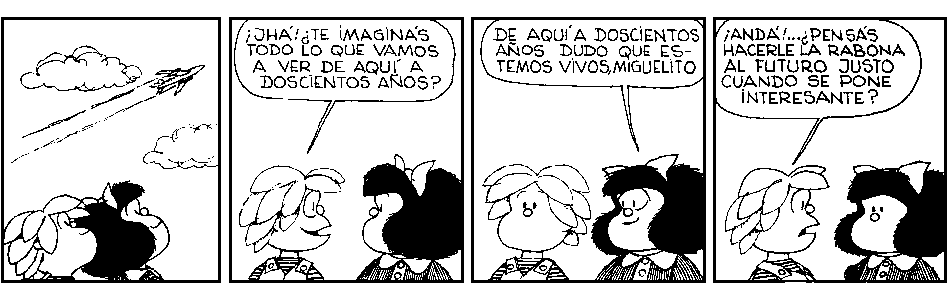 ¡JHÁ! ¿TE IMAGINÁS
TODO LO QUE VAMOS
A VER DE AQUÍ A
DOSCIENTOS AÑOS?
DE AQUÍ A DOSCIENTOS
AÑOS DUDO QUE ES-
TEMOS VIVOS, MIGUELITO
¡ANDÁ!...¿PENSÁS
HACERLE LA RABONA
AL FUTURO JUSTO
CUANDO SE PONE
INTERESANTE?